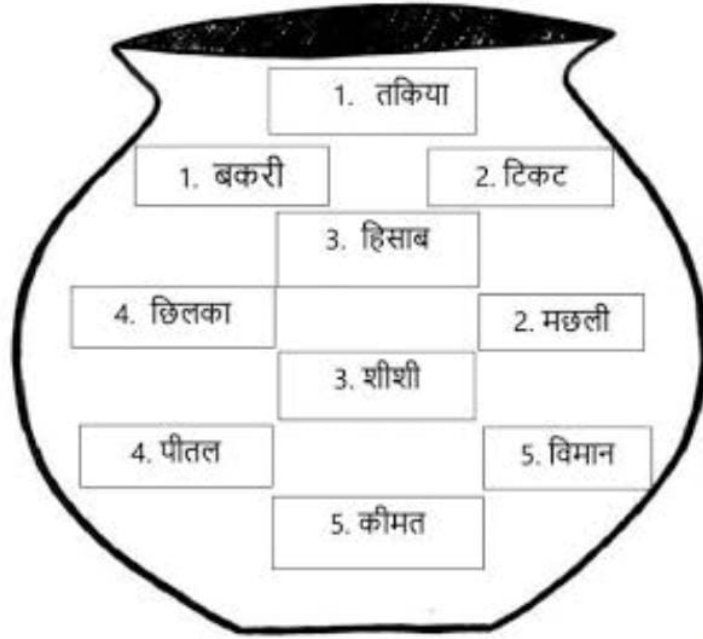 1. तकिया
1. बकरी
2. टिकट
3. हिसाब
4. छिलका
2. मछली
3. शीशी
4. पीतल
5. विमान
5. कीमत